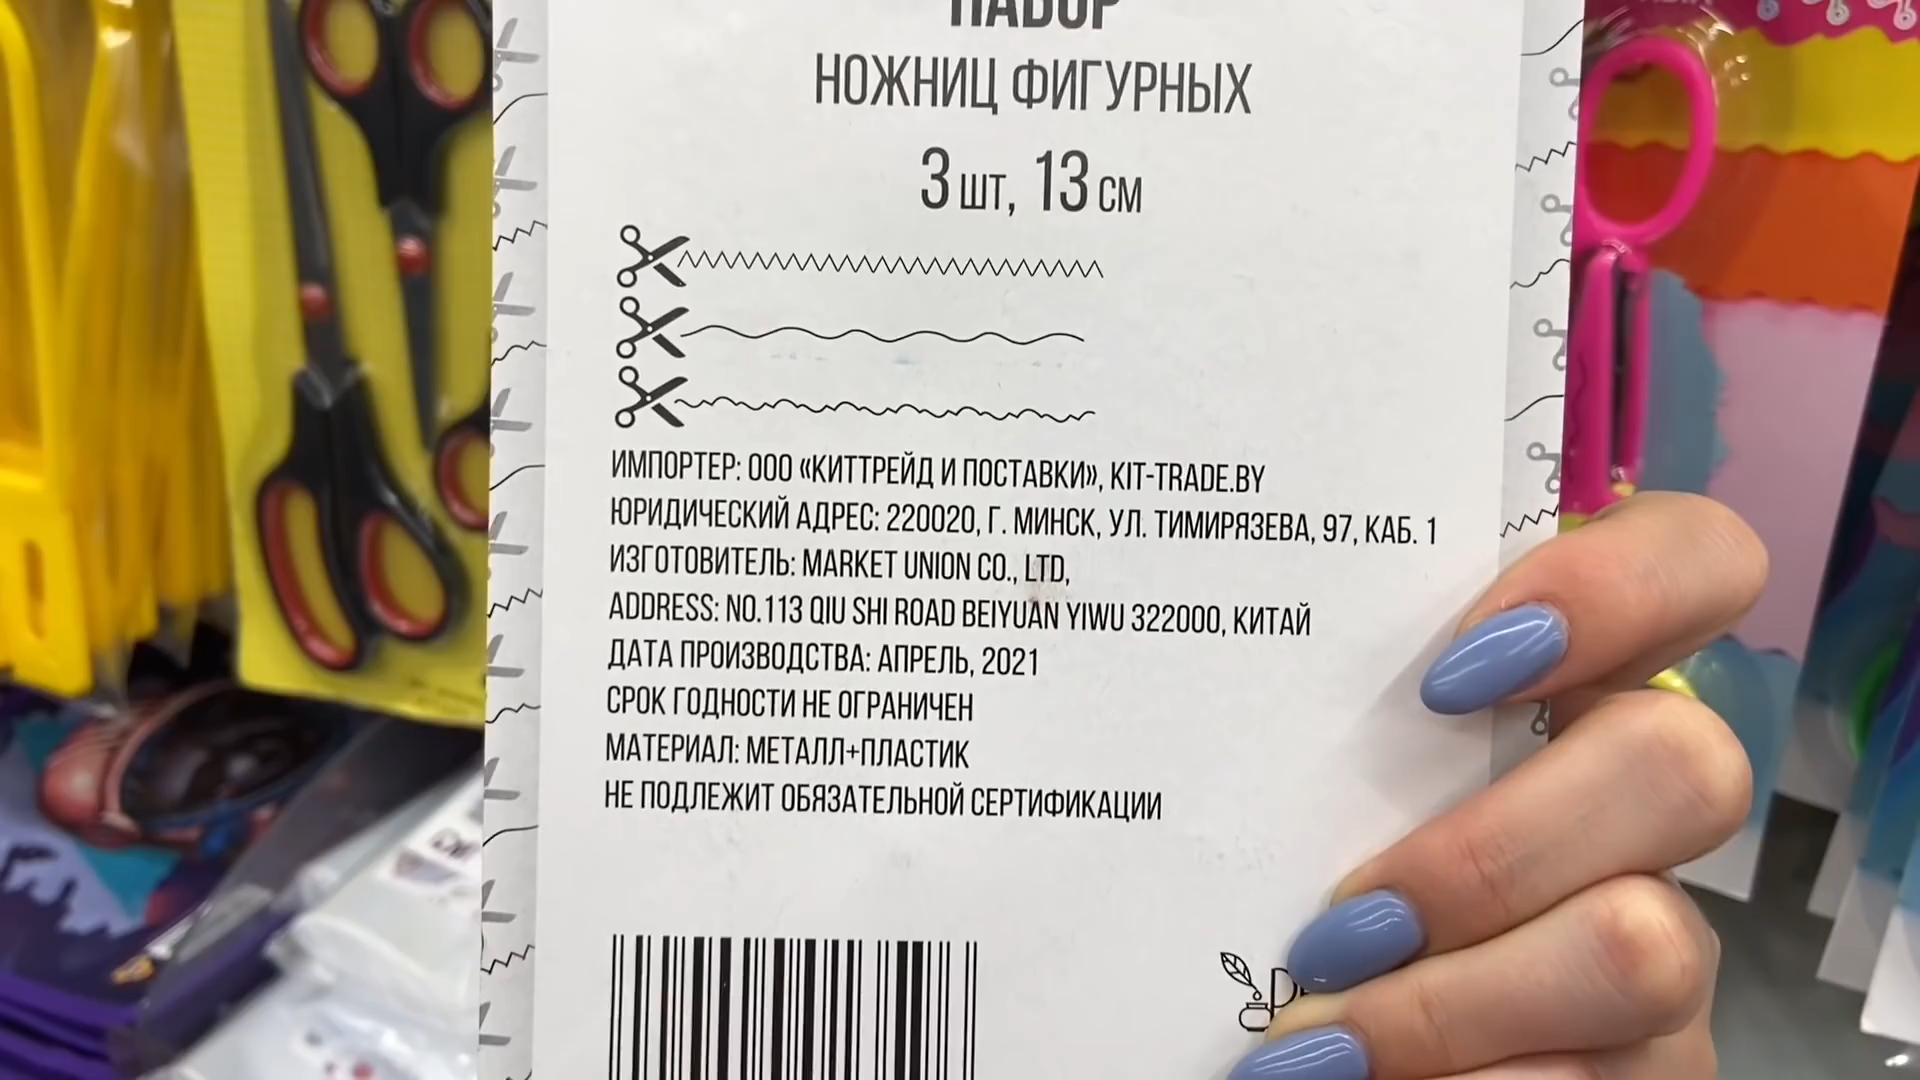 НАБОР
НОЖНИЦ ФИГУРНЫХ
3 ШТ, 13 СМ
ИМПОРТЕР: ООО «КИТТРЕЙД И ПОСТАВКИ», KIT-TRADE.BY
ЮРИДИЧЕСКИЙ АДРЕС: 220020, Г. МИНСК, УЛ. ТИМИРЯЗЕВА, 97, КАБ. 1
ИЗГОТОВИТЕЛЬ: MARKET UNION CO., LTD,
ADDRESS: NO.113 QIU SHI ROAD BEIYUAN YIWU 322000, КИТАЙ
ДАТА ПРОИЗВОДСТВА: АПРЕЛЬ, 2021
СРОК ГОДНОСТИ НЕ ОГРАНИЧЕН
МАТЕРИАЛ: МЕТАЛЛ+ПЛАСТИК
НЕ ПОДЛЕЖИТ ОБЯЗАТЕЛЬНОЙ СЕРТИФИКАЦИИ